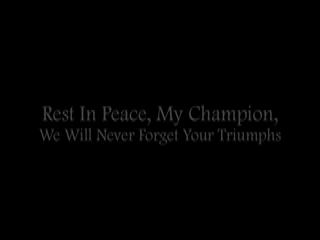 Rest In Peace, My Champion,
We Will Never Forget Your Triumphs